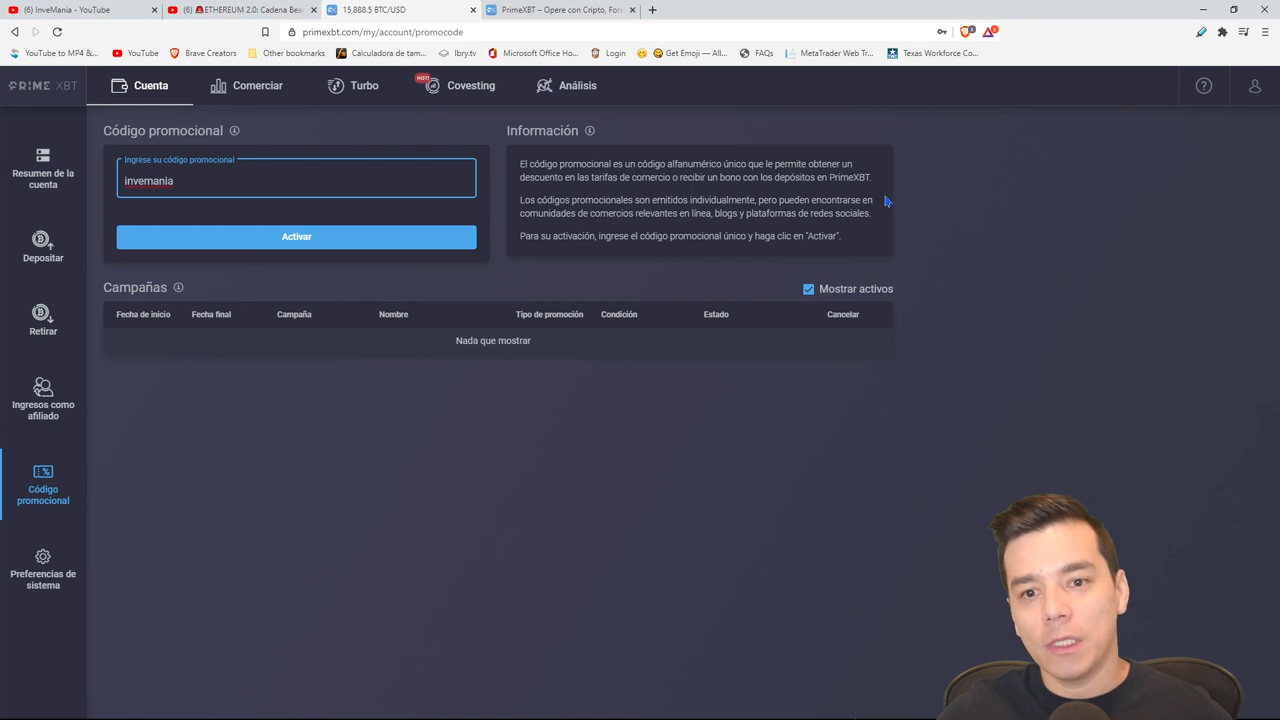 (6) InveMania - YouTube
(6) 🚨ETHEREUM 2.0: Cadena Bea
15,888.5 BTC/USD
PrimeXBT – Opere con Cripto, For
primexbt.com/my/account/promocode
YouTube to MP4 &...
YouTube
Brave Creators
Other bookmarks
Calculadora de tam...
lbry.tv
Microsoft Office Ho...
Login
Get Emoji — All...
FAQs
MetaTrader Web Tr...
Texas Workforce Co...
PRIME XBT
Cuenta
Comerciar
Turbo
HOT!
Covesting
Análisis
Resumen de la cuenta
Depositar
Retirar
Ingresos como afiliado
Código promocional
Preferencias de sistema
Código promocional
Ingrese su código promocional
invemania
Activar
Información
El código promocional es un código alfanumérico único que le permite obtener un
descuento en las tarifas de comercio o recibir un bono con los depósitos en PrimeXBT.
Los códigos promocionales son emitidos individualmente, pero pueden encontrarse en
comunidades de comercios relevantes en línea, blogs y plataformas de redes sociales.
Para su activación, ingrese el código promocional único y haga clic en "Activar".
Campañas
Mostrar activos
Fecha de inicio Fecha final Campaña Nombre Tipo de promoción Condición Estado Cancelar
Nada que mostrar